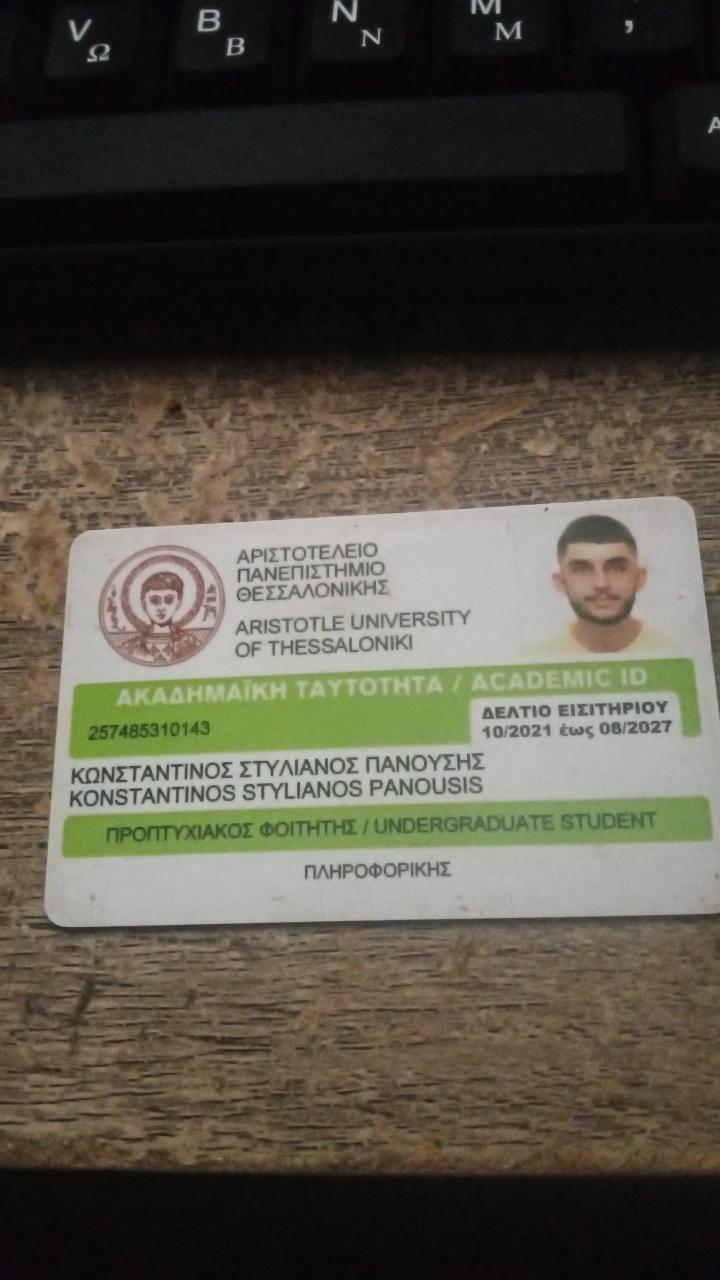 V
Ω
B
Β
N
Ν
M
Μ
,
A
ΑΡΙΣΤΟΤΕΛΕΙΟ
ΠΑΝΕΠΙΣΤΗΜΙΟ
ΘΕΣΣΑΛΟΝΙΚΗΣ
ARISTOTLE UNIVERSITY
OF THESSALONIKI
ΑΚΑΔΗΜΑΪΚΗ ΤΑΥΤΟΤΗΤΑ / ACADEMIC ID
257485310143
ΔΕΛΤΙΟ ΕΙΣΙΤΗΡΙΟΥ
10/2021 έως 08/2027
ΚΩΝΣΤΑΝΤΙΝΟΣ ΣΤΥΛΙΑΝΟΣ ΠΑΝΟΥΣΗΣ
KONSTANTINOS STYLIANOS PANOUSIS
ΠΡΟΠΤΥΧΙΑΚΟΣ ΦΟΙΤΗΤΗΣ / UNDERGRADUATE STUDENT
ΠΛΗΡΟΦΟΡΙΚΗΣ